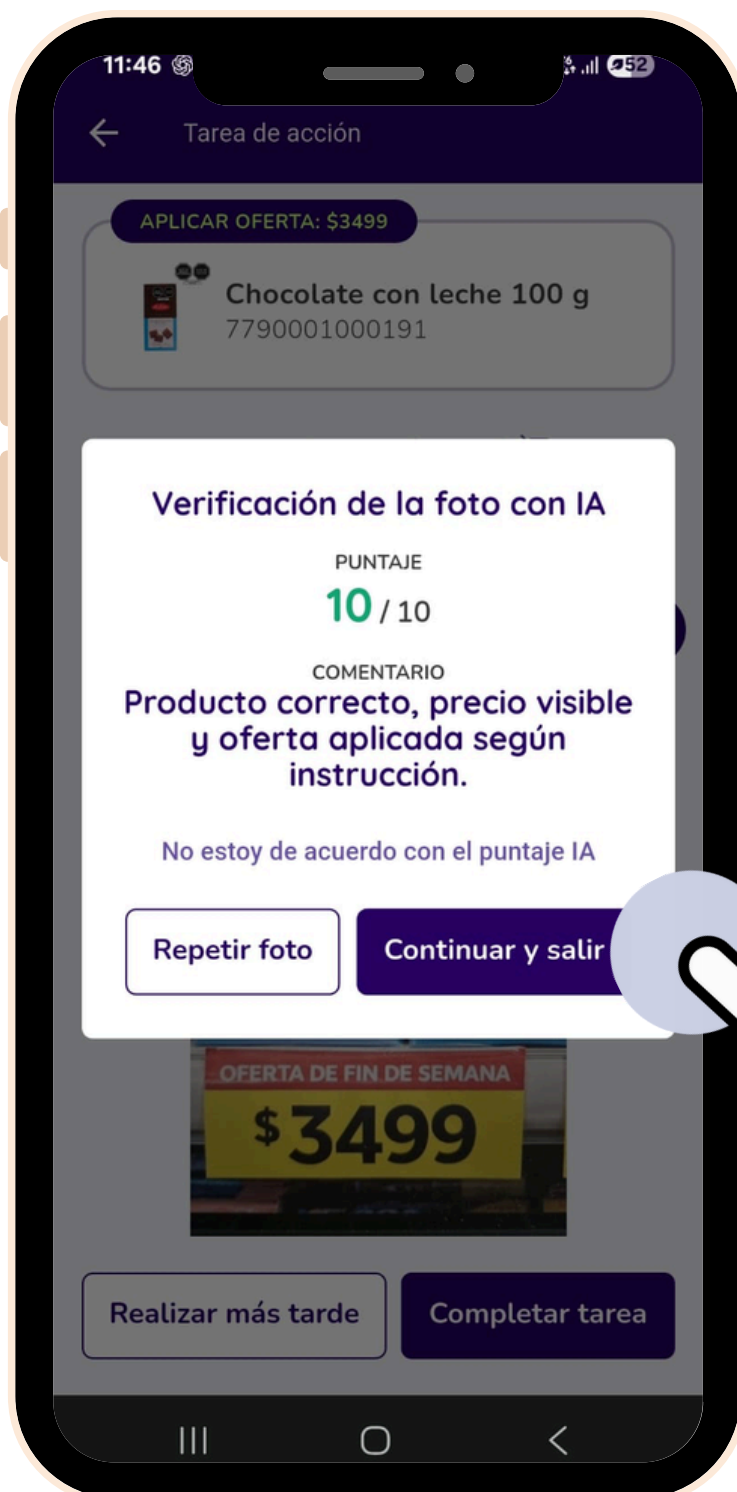 11:46
52
Tarea de acción
APLICAR OFERTA: $3499
Chocolate con leche 100 g
7790001000191
Verificación de la foto con IA
PUNTAJE
10 / 10
COMENTARIO
Producto correcto, precio visible
y oferta aplicada según
instrucción.
No estoy de acuerdo con el puntaje IA
Repetir foto
Continuar y salir
OFERTA DE FIN DE SEMANA
$3499
Realizar más tarde
Completar tarea